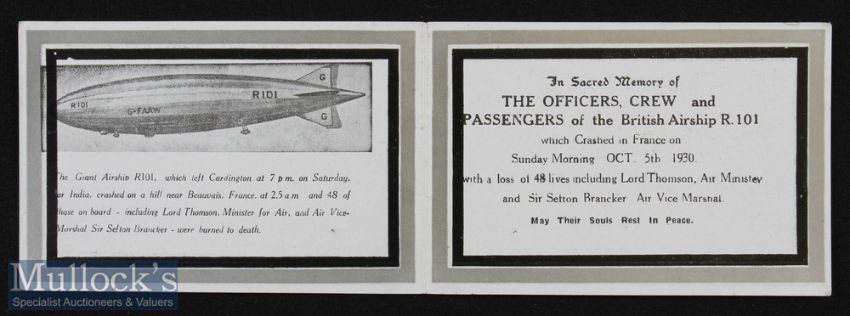 R101
G-FAAW
R101
G
G
The Giant Airship R101, which left Cardington at 7 p.m. on Saturday,
for India, crashed on a hill near Beauvais, France, at 2.5 a.m. and 48 of
those on board - including Lord Thomson, Minister for Air, and Air Vice-
Marshal Sir Sefton Brancker - were burned to death.
In Sacred Memory of
THE OFFICERS, CREW and
PASSENGERS of the British Airship R.101
which Crashed in France on
Sunday Morning OCT. 5th 1930.
with a loss of 48 lives including Lord Thomson, Air Minister
and Sir Sefton Brancker Air Vice Marshal.
May Their Souls Rest In Peace.
Mullock's
Specialist Auctioneers & Valuers